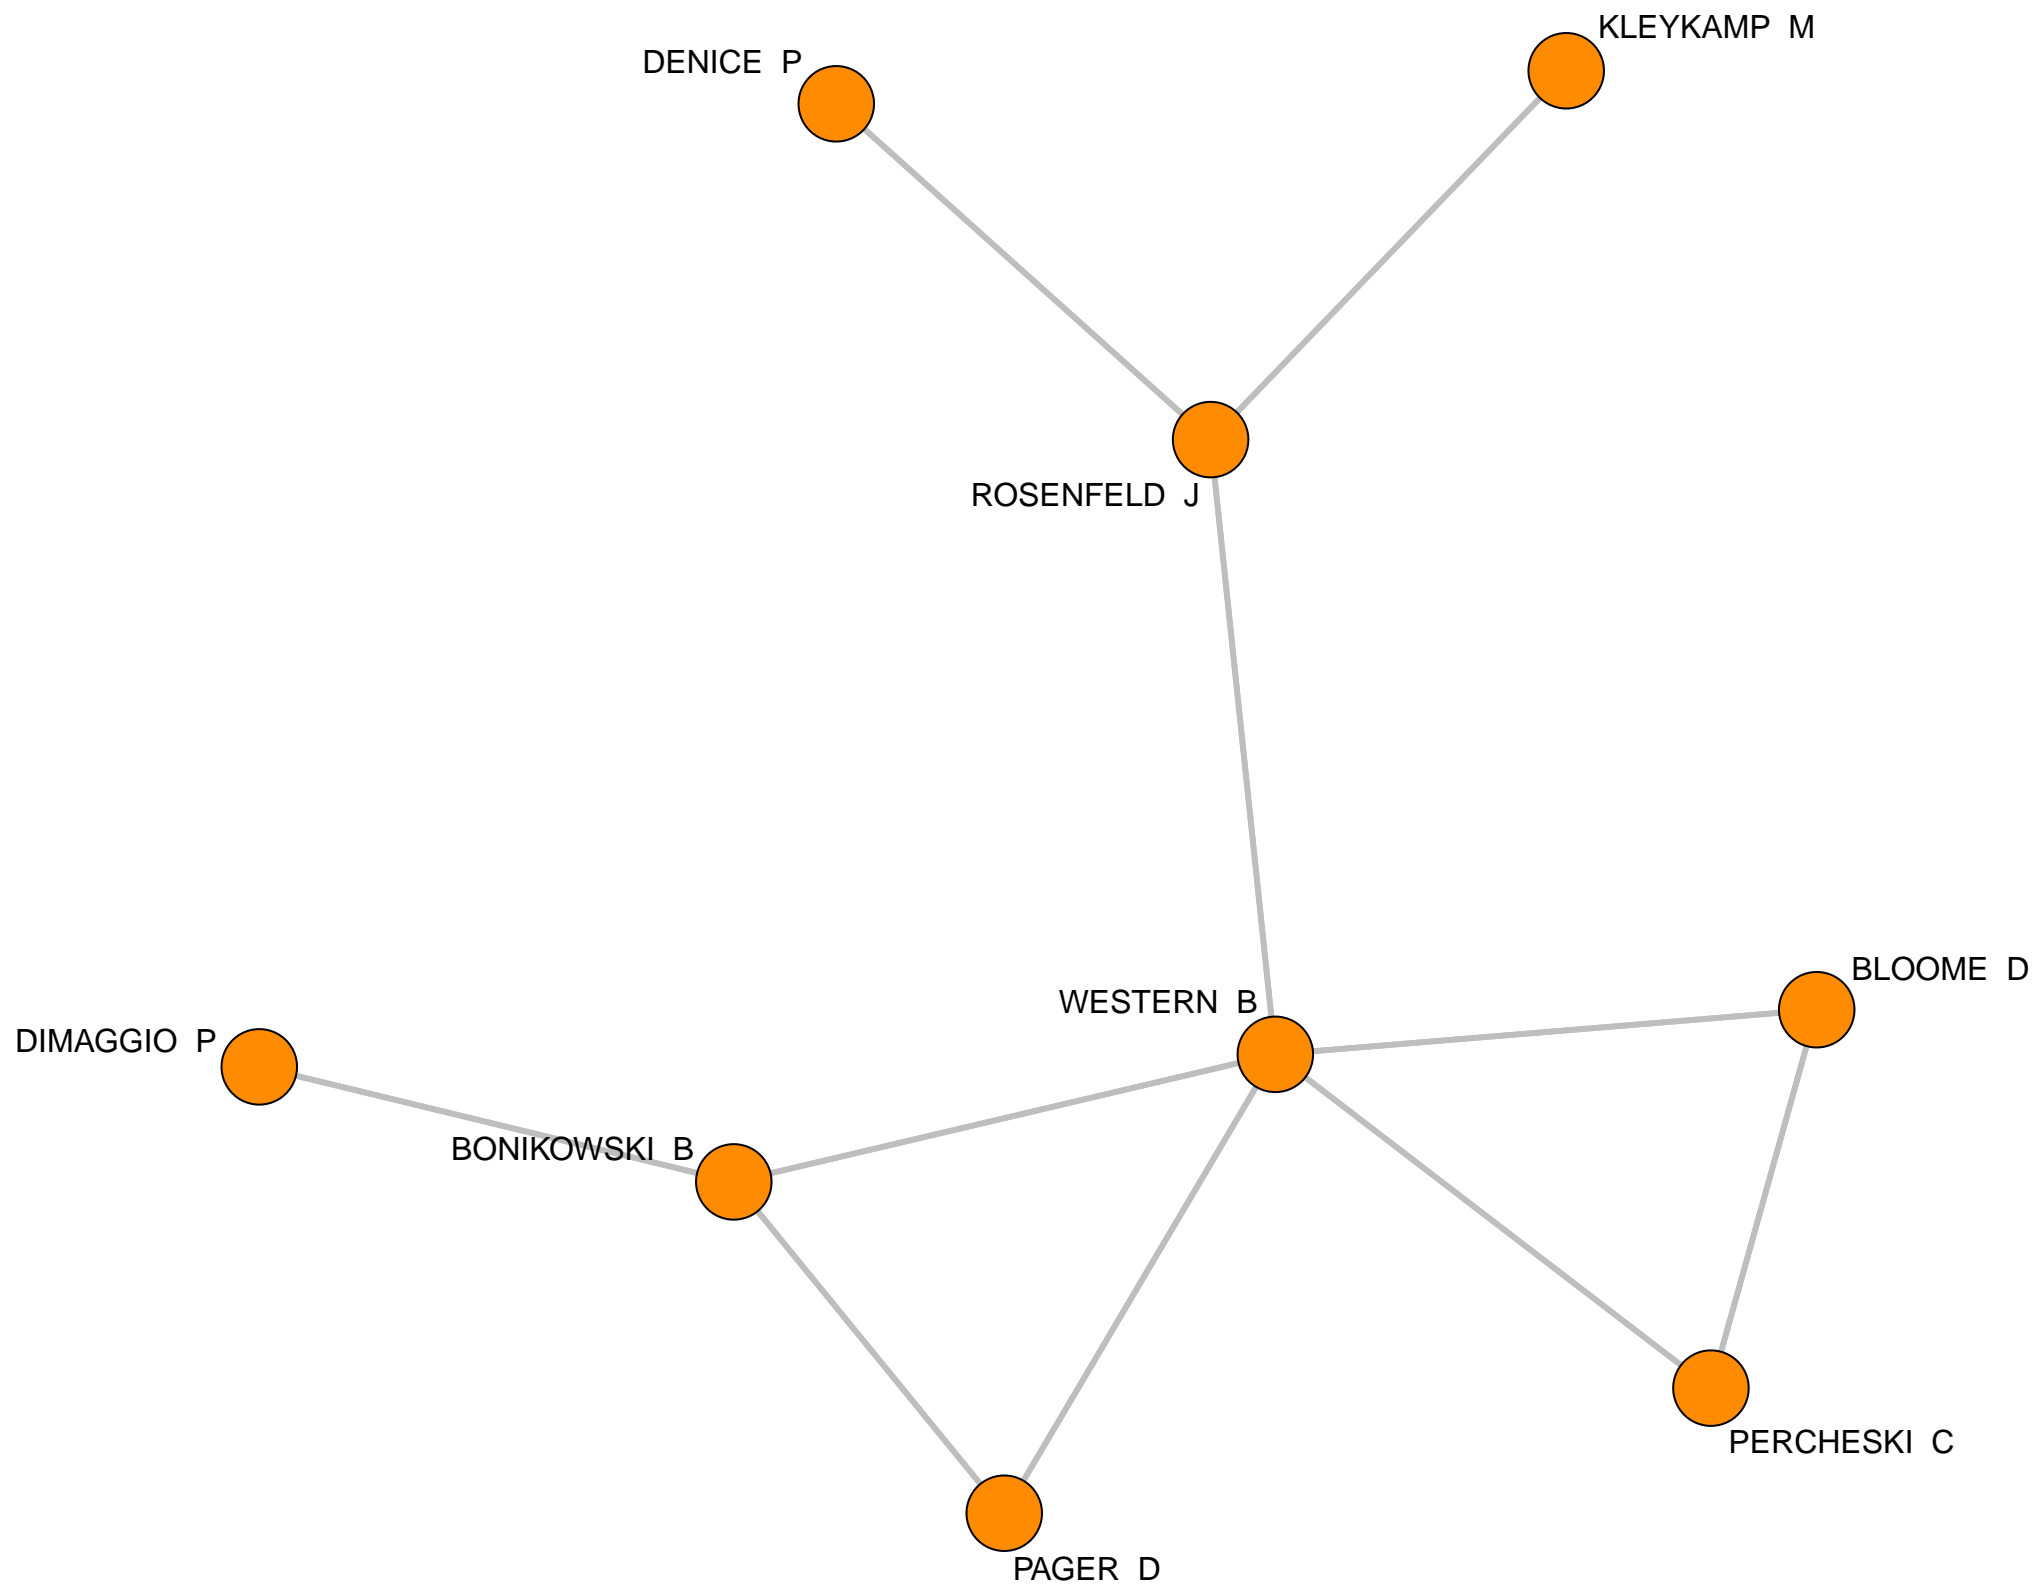 KLEYKAMP M
DENICE P
ROSENFELD J
BLOOME D
WESTERN B
DIMAGGIO P
BONIKOWSKI B
PERCHESKI C
PAGER D